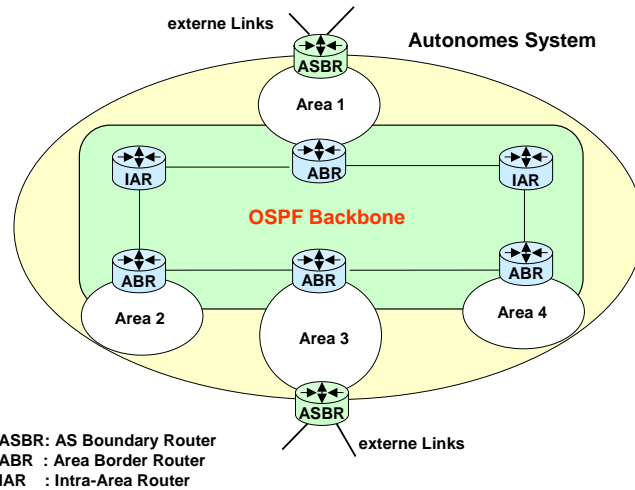 externe Links
Autonomes System
ASBR
Area 1
IAR
ABR
IAR
OSPF Backbone
ABR
ABR
ABR
Area 2
Area 3
Area 4
ASBR
externe Links
ASBR: AS Boundary Router
ABR : Area Border Router
IAR : Intra-Area Router